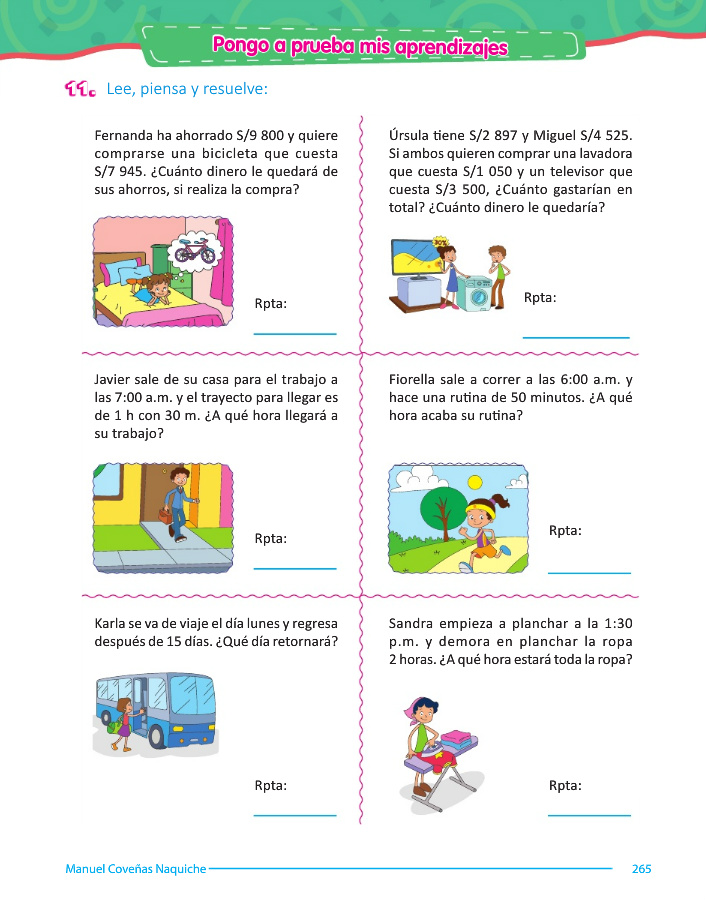 Pongo a prueba mis aprendizajes
11. Lee, piensa y resuelve:
Fernanda ha ahorrado S/9 800 y quiere
comprarse una bicicleta que cuesta
S/7 945. ¿Cuánto dinero le quedará de
sus ahorros, si realiza la compra?
Rpta:
Úrsula tiene S/2 897 y Miguel S/4 525.
Si ambos quieren comprar una lavadora
que cuesta S/1 050 y un televisor que
cuesta S/3 500, ¿Cuánto gastarían en
total? ¿Cuánto dinero le quedaría?
30%
Rpta:
Javier sale de su casa para el trabajo a
las 7:00 a.m. y el trayecto para llegar es
de 1 h con 30 m. ¿A qué hora llegará a
su trabajo?
Rpta:
Fiorella sale a correr a las 6:00 a.m. y
hace una rutina de 50 minutos. ¿A qué
hora acaba su rutina?
Rpta:
Karla se va de viaje el día lunes y regresa
después de 15 días. ¿Qué día retornará?
Rpta:
Sandra empieza a planchar a la 1:30
p.m. y demora en planchar la ropa
2 horas. ¿A qué hora estará toda la ropa?
Rpta:
Manuel Coveñas Naquiche
265